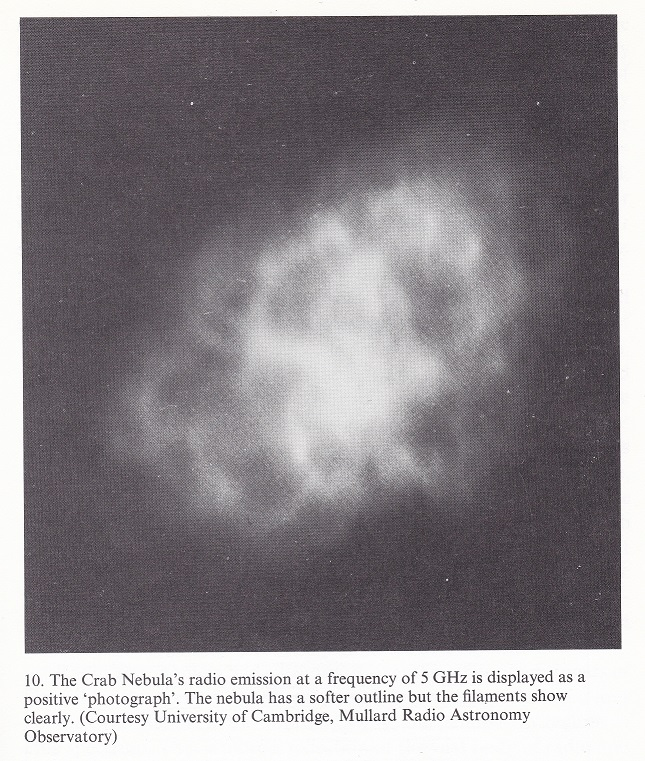 10. The Crab Nebula's radio emission at a frequency of 5 GHz is displayed as a
positive 'photograph'. The nebula has a softer outline but the filaments show
clearly. (Courtesy University of Cambridge, Mullard Radio Astronomy
Observatory)